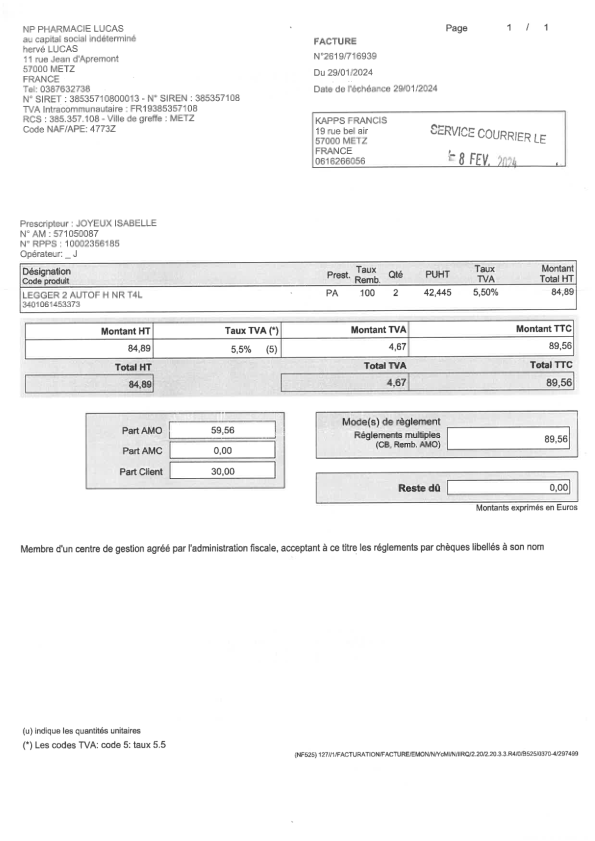 NP PHARMACIE LUCAS
au capital social indéterminé
hervé LUCAS
11 rue Jean d'Apremont
57000 METZ
FRANCE
Tel: 0387632738
N° SIRET : 38535710800013 - N° SIREN : 385357108
TVA Intracommunautaire : FR19385357108
RCS : 385.357.108 - Ville de greffe : METZ
Code NAF/APE: 4773Z
Page 1 / 1
FACTURE
N°2619/716939
Du 29/01/2024
Date de l'échéance 29/01/2024
KAPPS FRANCIS
19 rue bel air
57000 METZ
FRANCE
0616266056
SERVICE COURRIER LE
8 FEV. 2024
Prescripteur : JOYEUX ISABELLE
N° AM : 571050087
N° RPPS : 10002356185
Opérateur: _ J
Désignation Prest. Taux Remb. Qté PUHT Taux TVA Montant Total HT
Code produit
LEGGER 2 AUTOF H NR T4L PA 100 2 42,445 5,50% 84,89
3401061453373
Montant HT Taux TVA (*) Montant TVA Montant TTC
84,89 5,5% (5) 4,67 89,56
Total HT Total TVA Total TTC
84,89 4,67 89,56
Part AMO 59,56
Part AMC 0,00
Part Client 30,00
Mode(s) de règlement
Réglements multiples 89,56
(CB, Remb. AMO)
Reste dû 0,00
Montants exprimés en Euros
Membre d'un centre de gestion agréé par l'administration fiscale, acceptant à ce titre les réglements par chèques libellés à son nom
(u) indique les quantités unitaires
(*) Les codes TVA: code 5: taux 5.5
(NF525) 127//1/FACTURATION/FACTURE/EMON/N/YcMI/N/IIRQ/2.20/2.20.3.3.R4/0/B525/0370-4/297499